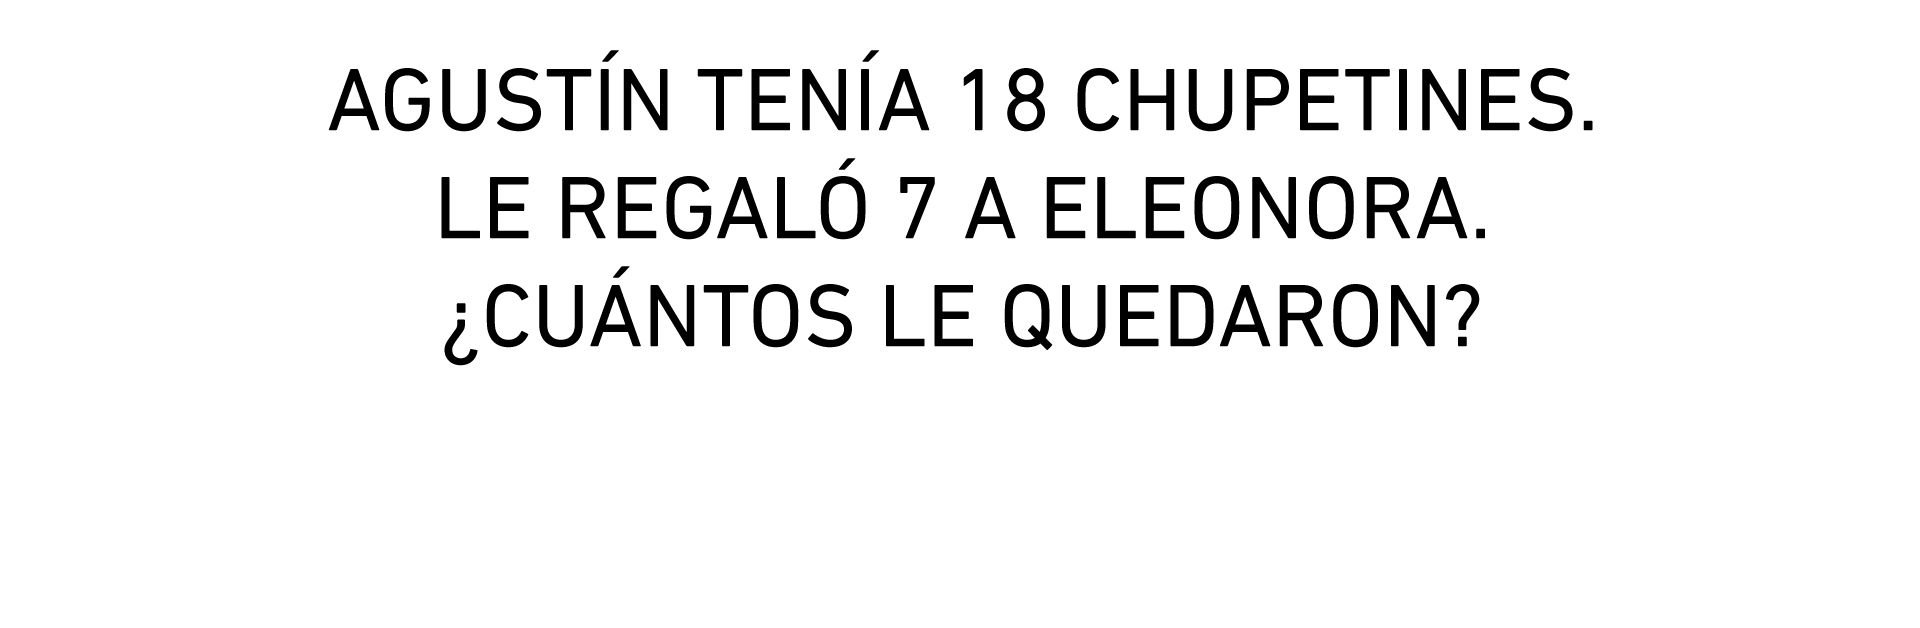 AGUSTÍN TENÍA 18 CHUPETINES.
LE REGALÓ 7 A ELEONORA.
¿CUÁNTOS LE QUEDARON?